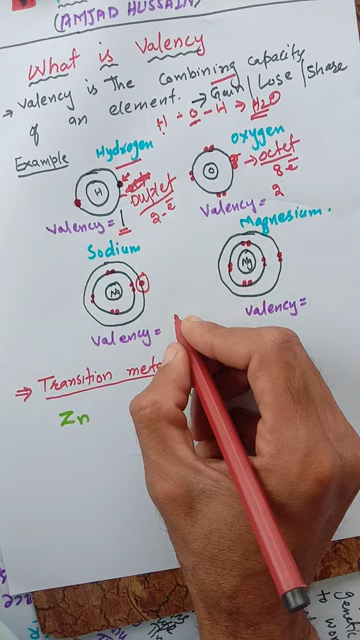 (AMJAD HUSSAIN)
What is Valency
→ Valency is The combining capacity
of an element. → Gain / Lose / Share
H - O - H → H2O
Example
Hydrogen
Oxygen
H
Duplet
2-e
O
Octet
8e
Valency = 1
Valency = 2
Sodium
Magnesium.
Na
Mg
Valency =
Valency =
⇒ Transition met
Zn